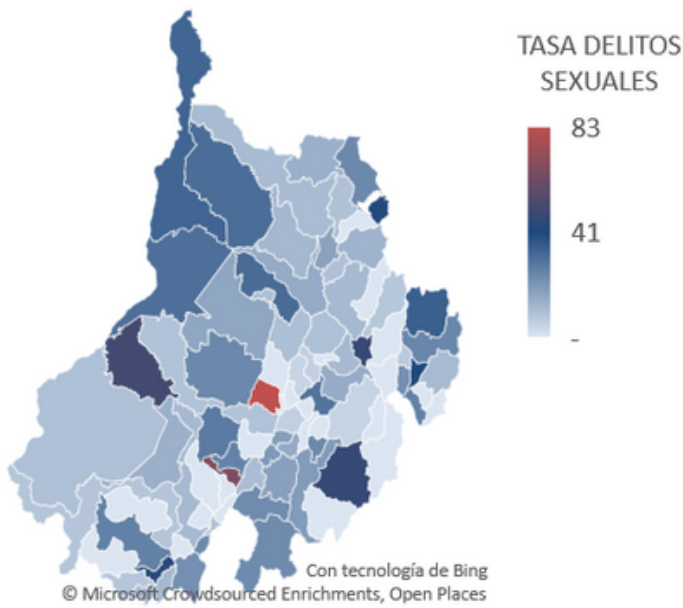 TASA DELITOS
SEXUALES
83
41
-
Con tecnología de Bing
© Microsoft Crowdsourced Enrichments, Open Places